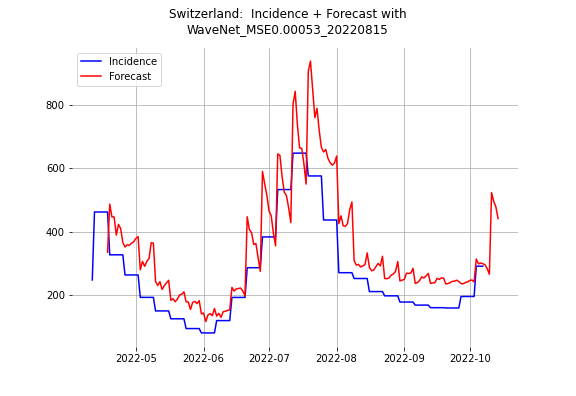 Switzerland:  Incidence + Forecast with
WaveNet_MSE0.00053_20220815
Incidence
Forecast
800
600
400
200
2022-05
2022-06
2022-07
2022-08
2022-09
2022-10